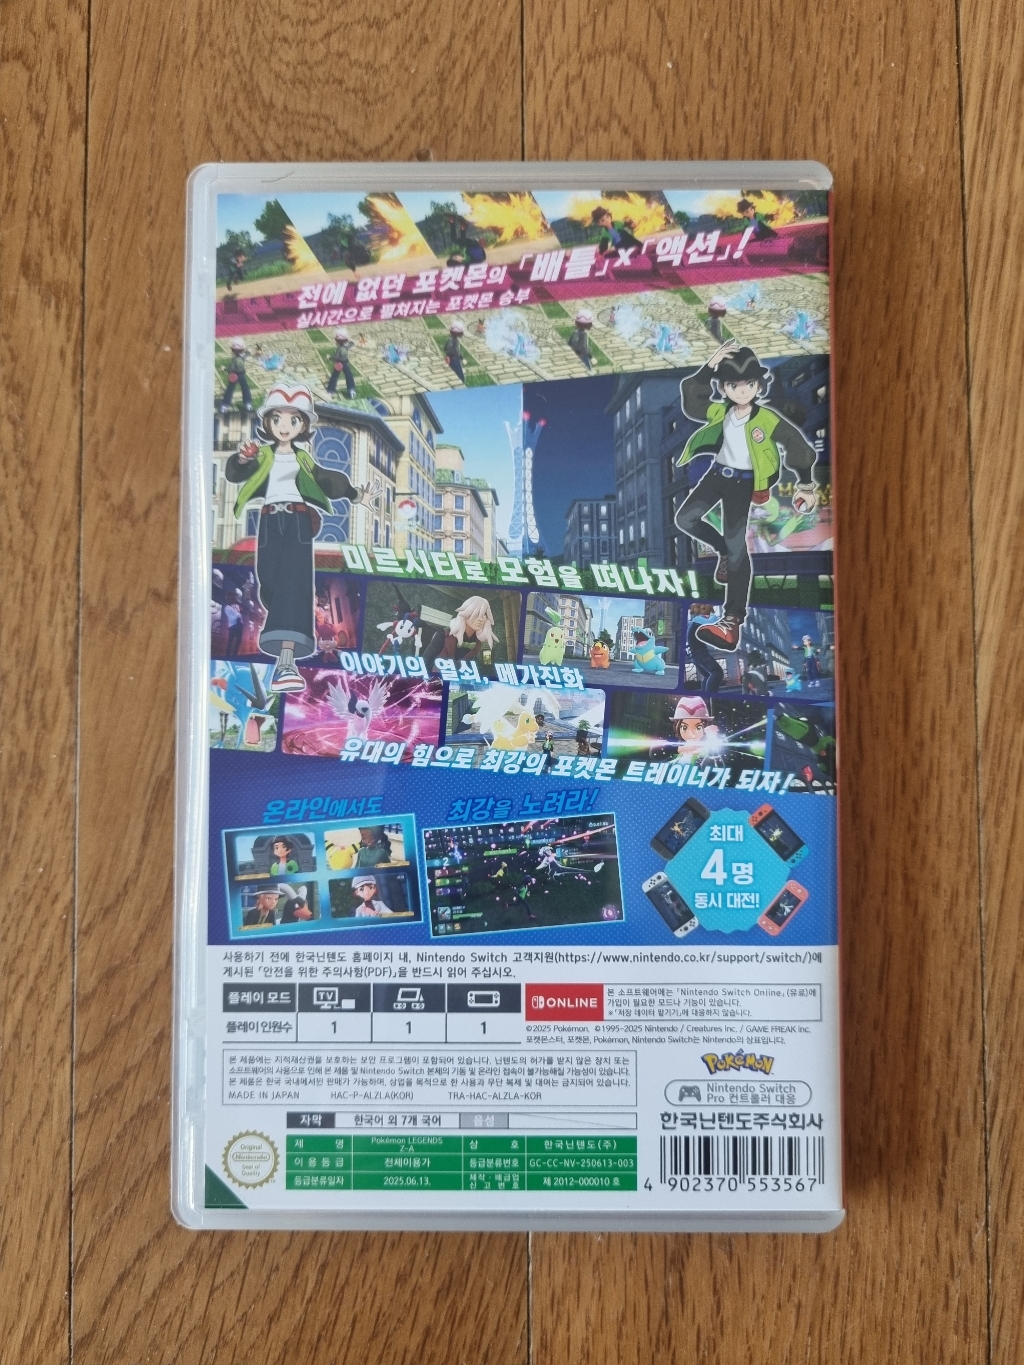 전에 없던 포켓몬의 「배틀」x「액션」!
실시간으로 펼쳐지는 포켓몬 승부
미르시티로 모험을 떠나자!
이야기의 열쇠, 메가진화
유대의 힘으로 최강의 포켓몬 트레이너가 되자!
온라인에서도 최강을 노려라!
최대
4명
동시 대전!
사용하기 전에 한국닌텐도 홈페이지 내, Nintendo Switch 고객지원(https://www.nintendo.co.kr/support/switch/)에
게시된 「안전을 위한 주의사항(PDF)」을 반드시 읽어 주십시오.
플레이 모드 TV
플레이 인원수 1 1 1
ONLINE
본 소프트웨어에는 「Nintendo Switch Online」(유료)에
가입이 필요한 모드나 기능이 있습니다.
※「저장 데이터 맡기기」에 대응하지 않습니다.
©2025 Pokémon. ©1995-2025 Nintendo / Creatures Inc. / GAME FREAK inc.
포켓몬스터, 포켓몬, Pokémon, Nintendo Switch는 Nintendo의 상표입니다.
본 제품에는 지적재산권을 보호하는 보안 프로그램이 포함되어 있습니다. 닌텐도의 허가를 받지 않은 장치 또는
소프트웨어의 사용으로 인해 본 제품 및 Nintendo Switch 본체의 기동 및 온라인 접속이 불가능해질 가능성이 있습니다.
본 제품은 한국 국내에서만 판매가 가능하며, 상업을 목적으로 한 사용과 무단 복제 및 대여는 금지되어 있습니다.
MADE IN JAPAN HAC-P-ALZLA(KOR) TRA-HAC-ALZLA-KOR
POKéMON
Nintendo Switch
Pro 컨트롤러 대응
한국닌텐도주식회사
자막 한국어 외 7개 국어 음성
제 명 Pokémon LEGENDS Z-A 상 호 한국닌텐도(주)
이용등급 전체이용가 등급분류번호 GC-CC-NV-250613-003
등급분류일자 2025.06.13. 제작·배급업 신고번호 제 2012-000010 호
Original
Nintendo
Seal of
Quality
4 902370 553567